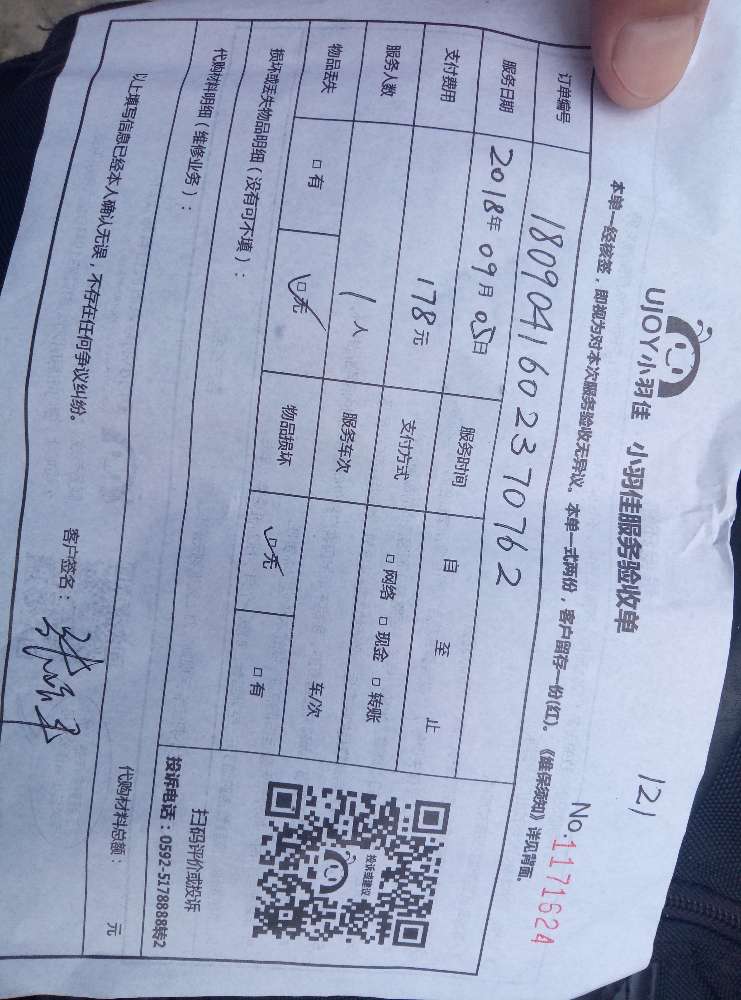 121
UJOY小羽佳 小羽佳服务验收单
No.1171624
本单一经核签，即视为对本次服务验收无异议。本单一式两份，客户留存一份(红)。《维保须知》详见背面。
订单编号 1809041602370762
服务日期 2018年09月05日 服务时间 自 至 止
支付费用 178元 支付方式 □网络 □现金 □转账
服务人数 1人 服务车次 车/次
物品丢失 □有 □无 物品损坏 □无 □有
损坏或丢失物品明细（没有可不填）：
投诉或建议
扫码评价或投诉
投诉电话：0592-5178888转2
代购材料明细（维修业务）：
代购材料总额： 元
以上填写信息已经本人确认无误，不存在任何争议纠纷。 客户签名：